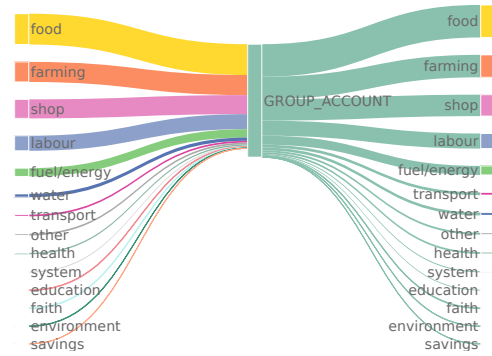 food
farming
shop
labour
fuel/energy
water
transport
other
health
system
education
faith
environment
savings
GROUP_ACCOUNT
food
farming
shop
labour
fuel/energy
transport
water
other
health
system
education
faith
environment
savings